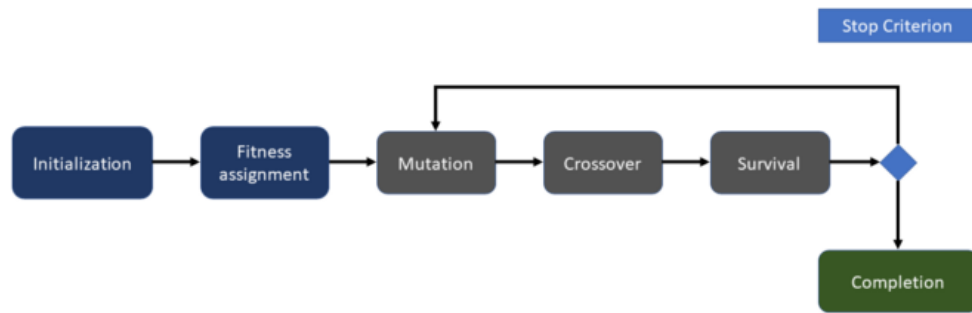 Stop Criterion
Initialization
Fitness
assignment
Mutation
Crossover
Survival
Completion